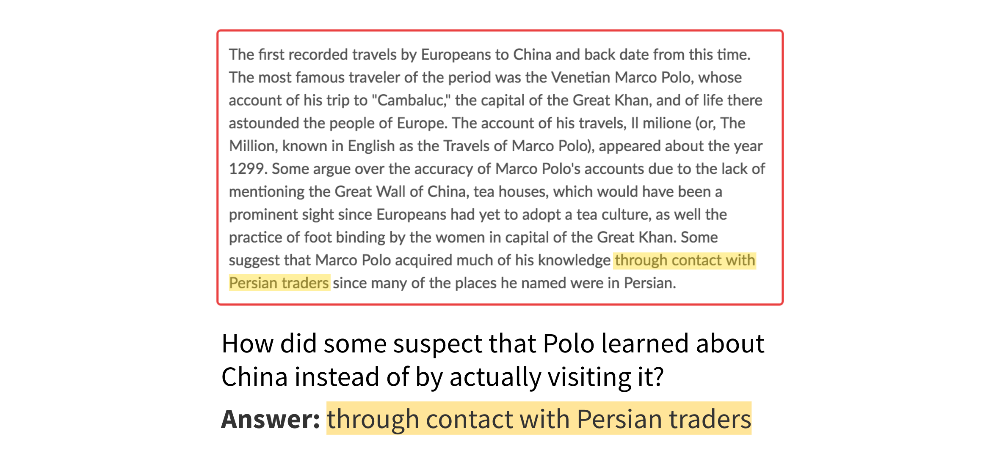 The first recorded travels by Europeans to China and back date from this time.
The most famous traveler of the period was the Venetian Marco Polo, whose
account of his trip to "Cambaluc," the capital of the Great Khan, and of life there
astounded the people of Europe. The account of his travels, Il milione (or, The
Million, known in English as the Travels of Marco Polo), appeared about the year
1299. Some argue over the accuracy of Marco Polo's accounts due to the lack of
mentioning the Great Wall of China, tea houses, which would have been a
prominent sight since Europeans had yet to adopt a tea culture, as well the
practice of foot binding by the women in capital of the Great Khan. Some
suggest that Marco Polo acquired much of his knowledge through contact with
Persian traders since many of the places he named were in Persian.
How did some suspect that Polo learned about
China instead of by actually visiting it?
Answer: through contact with Persian traders